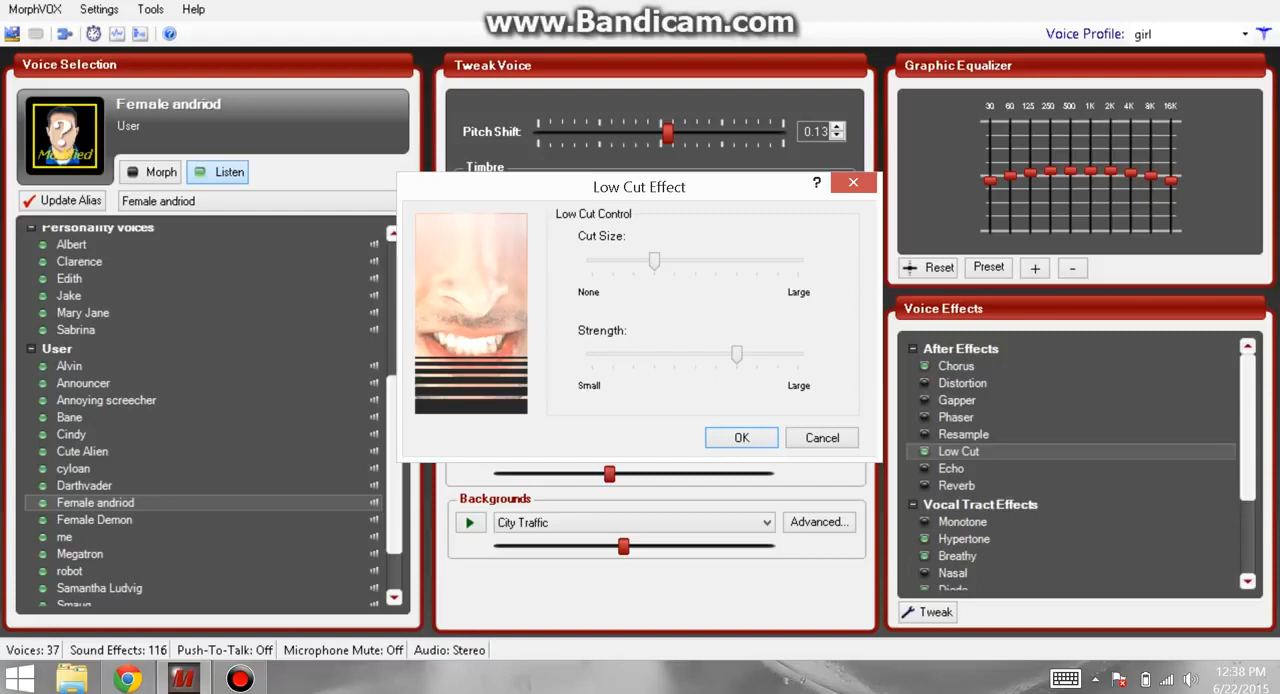 MorphVOX Settings Tools Help
www.Bandicam.com
Voice Profile: girl
Voice Selection
Female andriod
User
Modified
Morph Listen
Update Alias Female andriod
Personality Voices
Albert
Clarence
Edith
Jake
Mary Jane
Sabrina
User
Alvin
Announcer
Annoying screecher
Bane
Cindy
Cute Alien
cyloan
Darthvader
Female andriod
Female Demon
me
Megatron
robot
Samantha Ludvig
Smaug
Tweak Voice
Pitch Shift: 0.13
Timbre
Low Cut Effect ?
Low Cut Control
Cut Size:
None Large
Strength:
Small Large
OK Cancel
Backgrounds
City Traffic Advanced...
Graphic Equalizer
30 60 125 250 500 1K 2K 4K 8K 16K
Reset Preset + -
Voice Effects
After Effects
Chorus
Distortion
Gapper
Phaser
Resample
Low Cut
Echo
Reverb
Vocal Tract Effects
Monotone
Hypertone
Breathy
Nasal
Tweak
Voices: 37 Sound Effects: 116 Push-To-Talk: Off Microphone Mute: Off Audio: Stereo
12:38 PM
6/22/2015